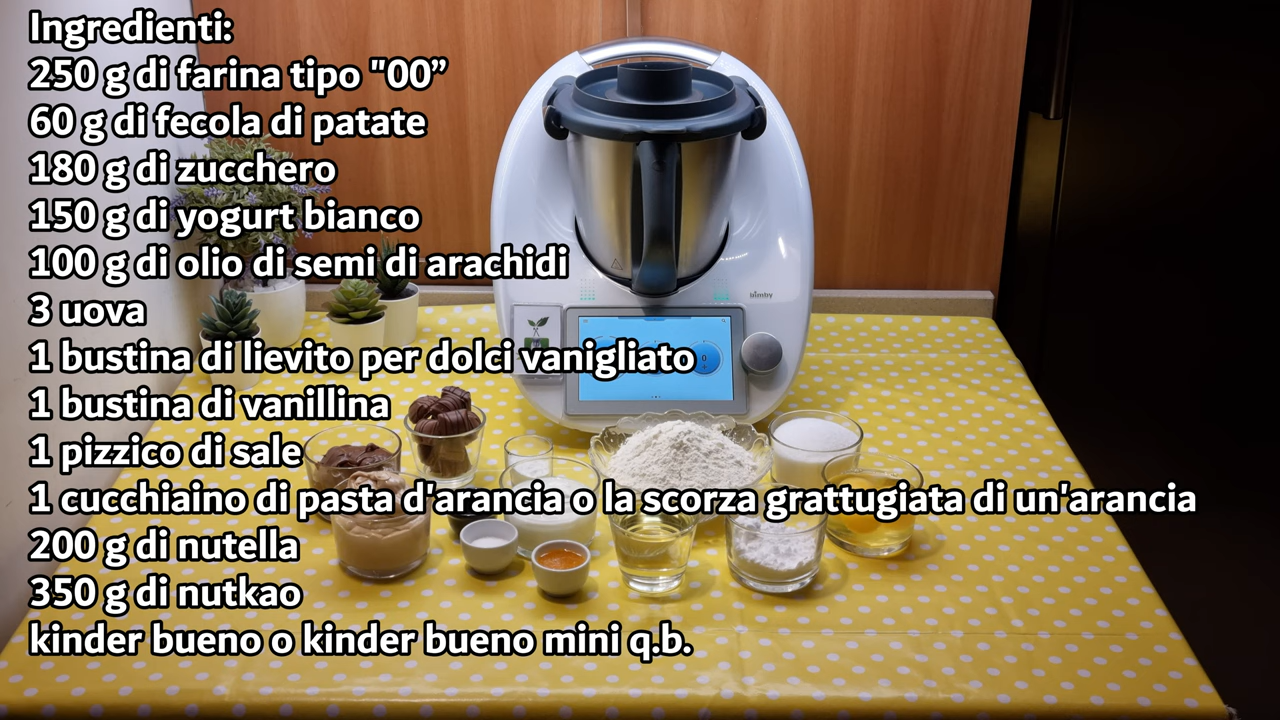 Ingredienti:
250 g di farina tipo "00”
60 g di fecola di patate
180 g di zucchero
150 g di yogurt bianco
100 g di olio di semi di arachidi
3 uova
1 bustina di lievito per dolci vanigliato
1 bustina di vanillina
1 pizzico di sale
1 cucchiaino di pasta d'arancia o la scorza grattugiata di un'arancia
200 g di nutella
350 g di nutkao
kinder bueno o kinder bueno mini q.b.
bimby